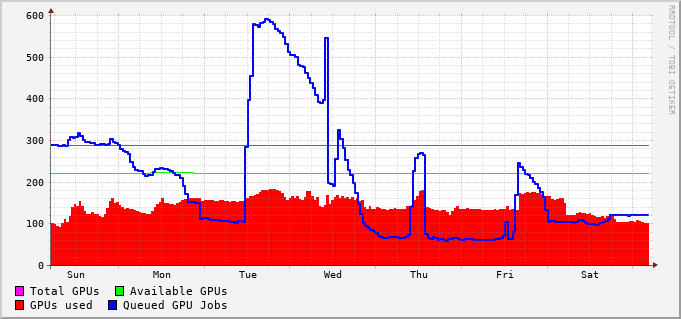 600
500
400
300
200
100
0
Sun Mon Tue Wed Thu Fri Sat
Total GPUs Available GPUs
GPUs used Queued GPU Jobs
RRDTOOL / TOBI OETIKER